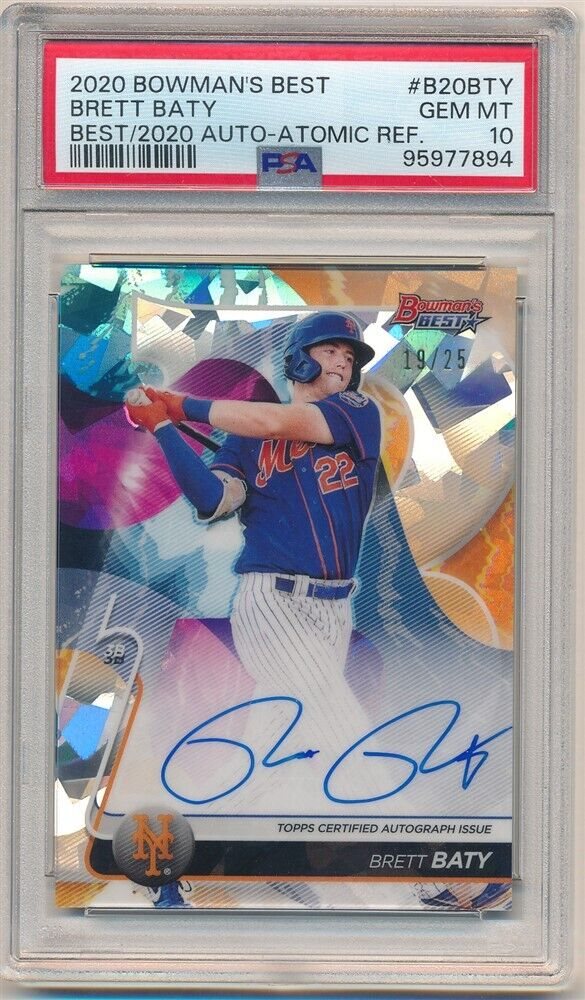 2020 BOWMAN'S BEST #B20BTY
BRETT BATY GEM MT
BEST/2020 AUTO-ATOMIC REF. 10
PSA 95977894
Bowman's
BEST
19/25
Mets
22
3B
TOPPS CERTIFIED AUTOGRAPH ISSUE
NY
BRETT BATY